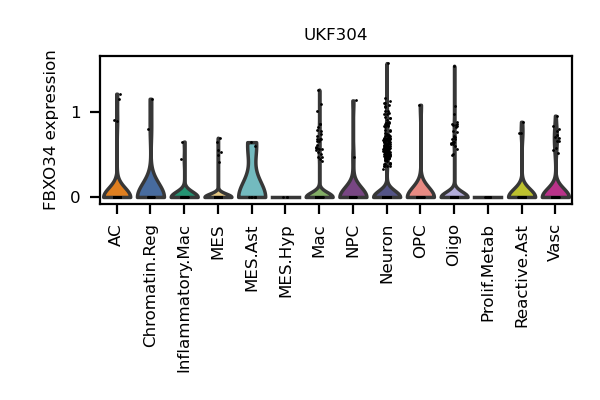 UKF304
FBXO34 expression
1
0
AC
Chromatin.Reg
Inflammatory.Mac
MES
MES.Ast
MES.Hyp
Mac
NPC
Neuron
OPC
Oligo
Prolif.Metab
Reactive.Ast
Vasc